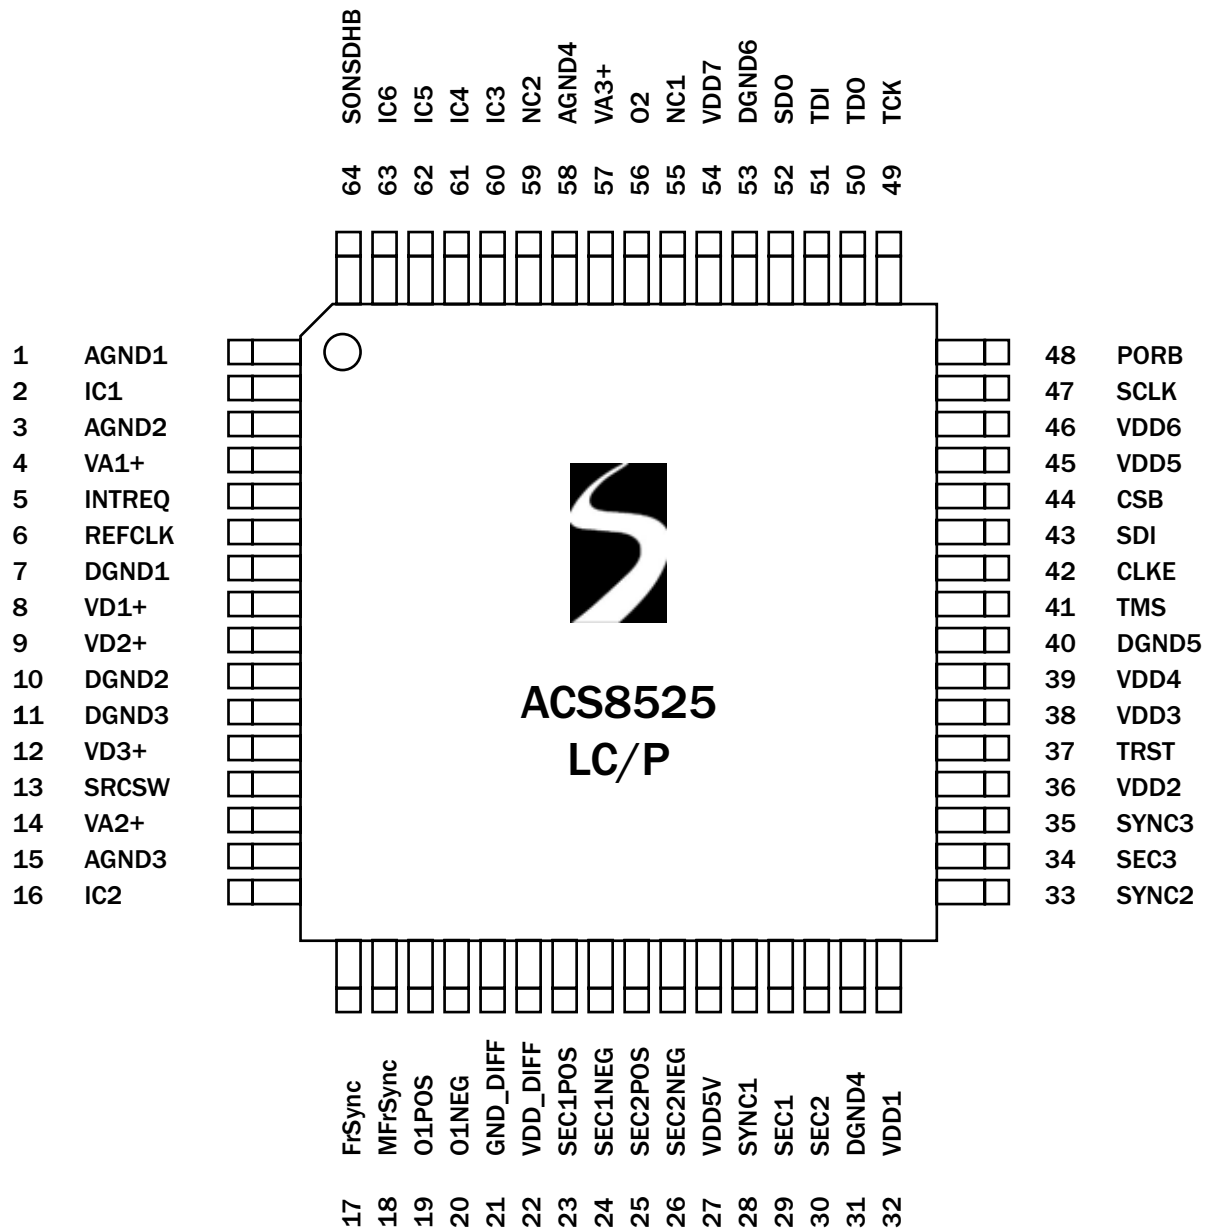 SONSDHB
IC6
IC5
IC4
IC3
NC2
AGND4
VA3+
O2
NC1
VDD7
DGND6
SDO
TDI
TDO
TCK
64
63
62
61
60
59
58
57
56
55
54
53
52
51
50
49
1 AGND1
2 IC1
3 AGND2
4 VA1+
5 INTREQ
6 REFCLK
7 DGND1
8 VD1+
9 VD2+
10 DGND2
11 DGND3
12 VD3+
13 SRCSW
14 VA2+
15 AGND3
16 IC2
ACS8525
LC/P
48 PORB
47 SCLK
46 VDD6
45 VDD5
44 CSB
43 SDI
42 CLKE
41 TMS
40 DGND5
39 VDD4
38 VDD3
37 TRST
36 VDD2
35 SYNC3
34 SEC3
33 SYNC2
FrSync
MFrSync
O1POS
O1NEG
GND_DIFF
VDD_DIFF
SEC1POS
SEC1NEG
SEC2POS
SEC2NEG
VDD5V
SYNC1
SEC1
SEC2
DGND4
VDD1
17
18
19
20
21
22
23
24
25
26
27
28
29
30
31
32